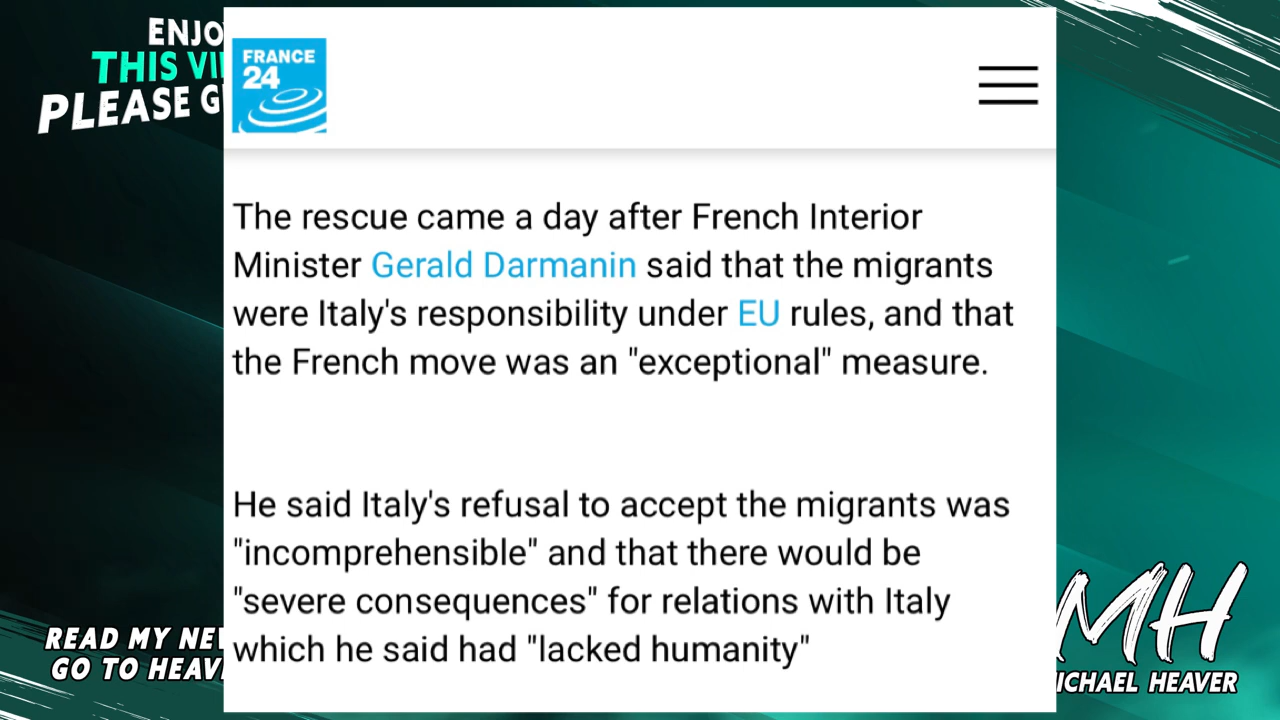 ENJO
THIS VI
PLEASE G
FRANCE
24
The rescue came a day after French Interior
Minister Gerald Darmanin said that the migrants
were Italy's responsibility under EU rules, and that
the French move was an "exceptional" measure.
He said Italy's refusal to accept the migrants was
"incomprehensible" and that there would be
"severe consequences" for relations with Italy
which he said had "lacked humanity"
READ MY NEW
GO TO HEAVE
MH
MICHAEL HEAVER